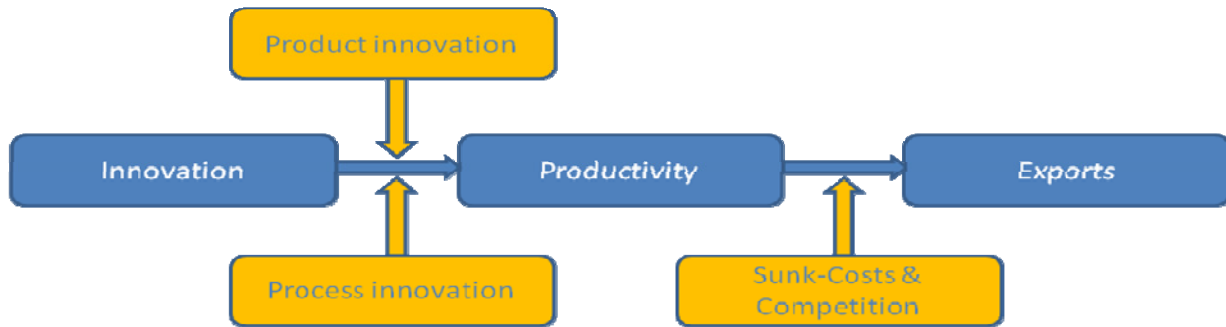 Product innovation
Innovation
Productivity
Exports
Process innovation
Sunk-Costs &
Competition